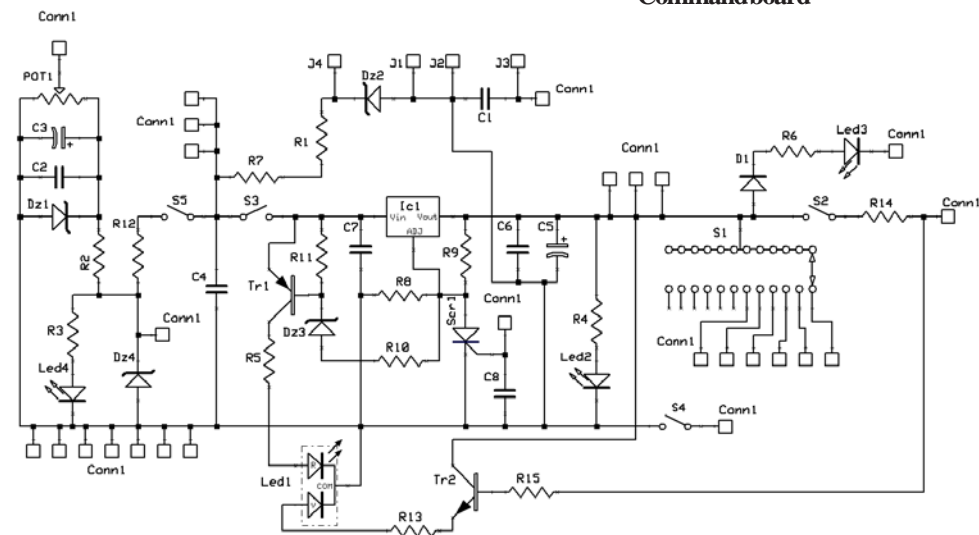 Command board
Conn1
POT1
C3
+
C2
Dz1
R12
R2
R3
Led4
Conn1
Dz4
Conn1
Conn1
S5
S3
C4
R7
R1
J4
Dz2
J1
J2
J3
C1
Conn1
Ic1
Vin Vout
ADJ
C7
R11
Tr1
Dz3
R5
R8
R10
R9
Scr1
Conn1
C8
C6
C5
+
R4
Led2
Conn1
D1
R6
Led3
Conn1
S2
R14
Conn1
S1
Conn1
S4
Conn1
Led1
R
V
COM
Tr2
R13
R15